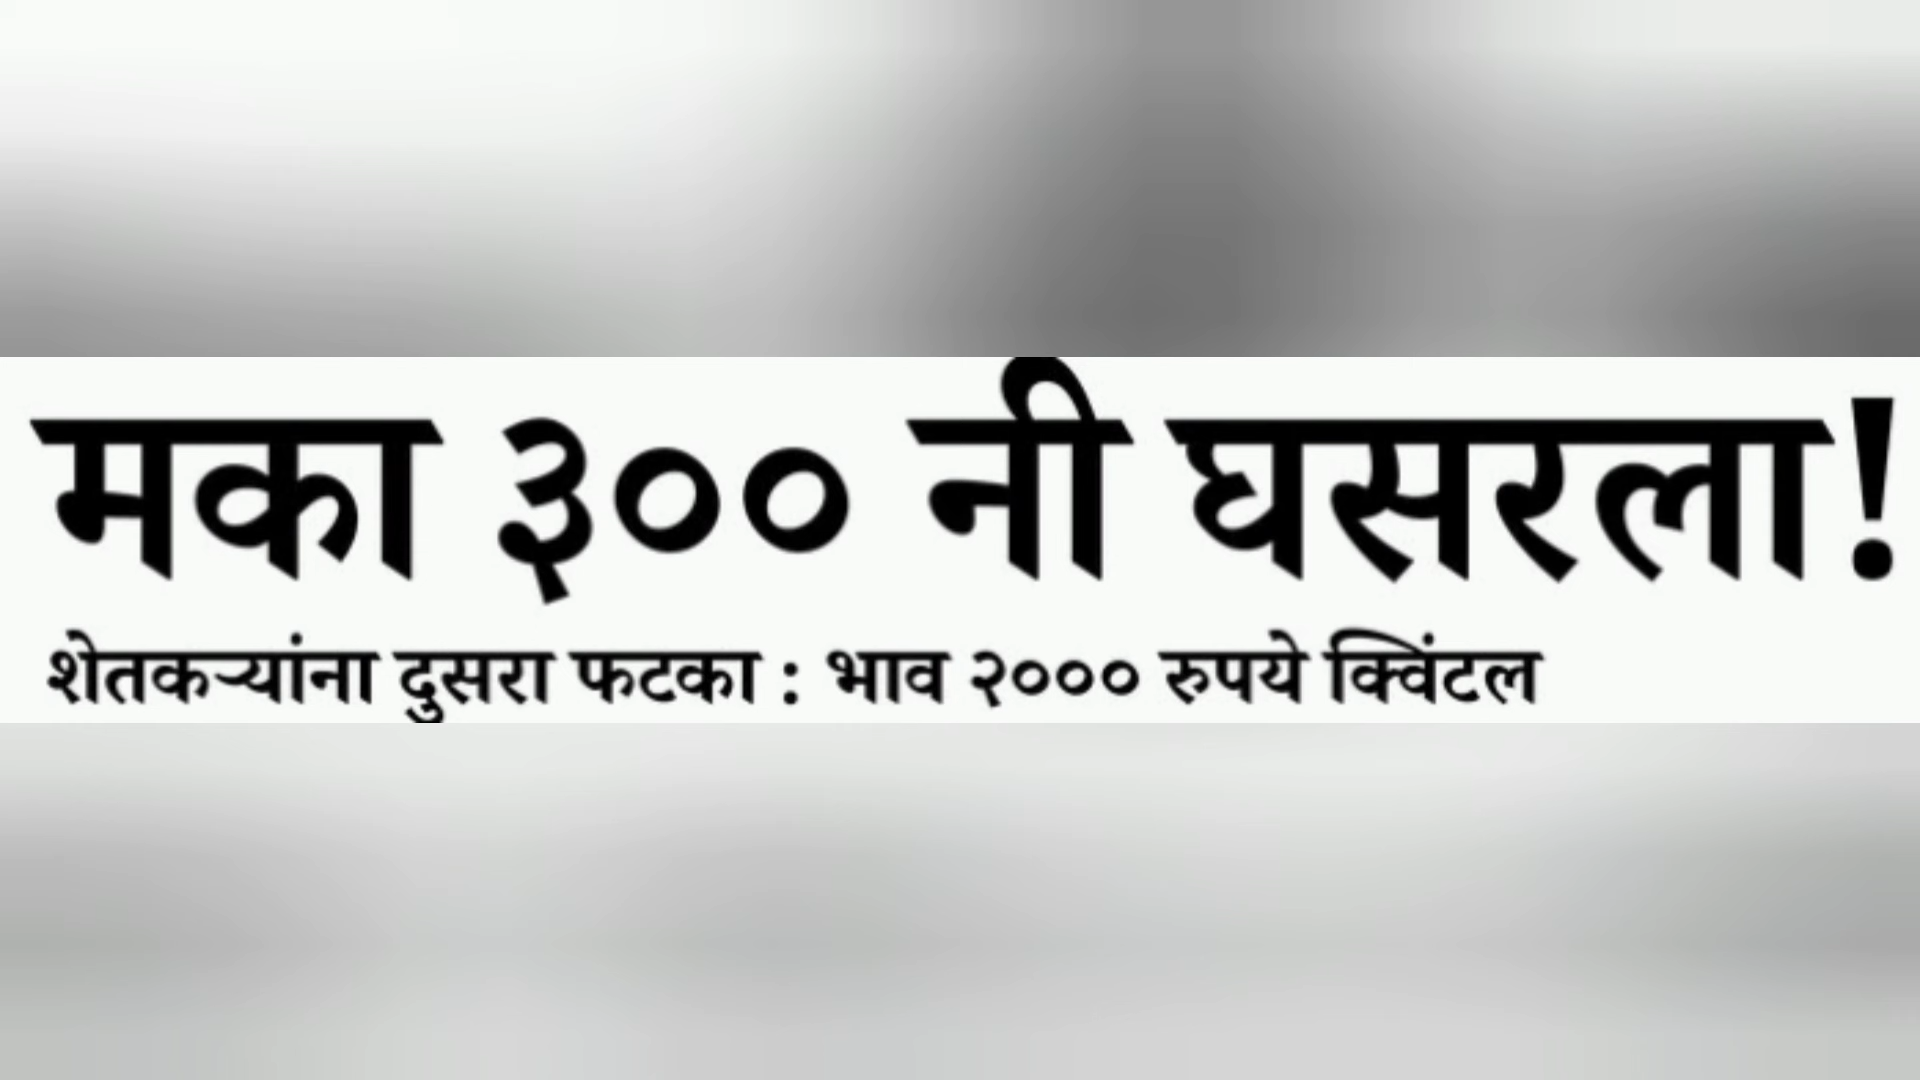 मका ३०० नी घसरला!
शेतकऱ्यांना दुसरा फटका : भाव २००० रुपये क्विंटल